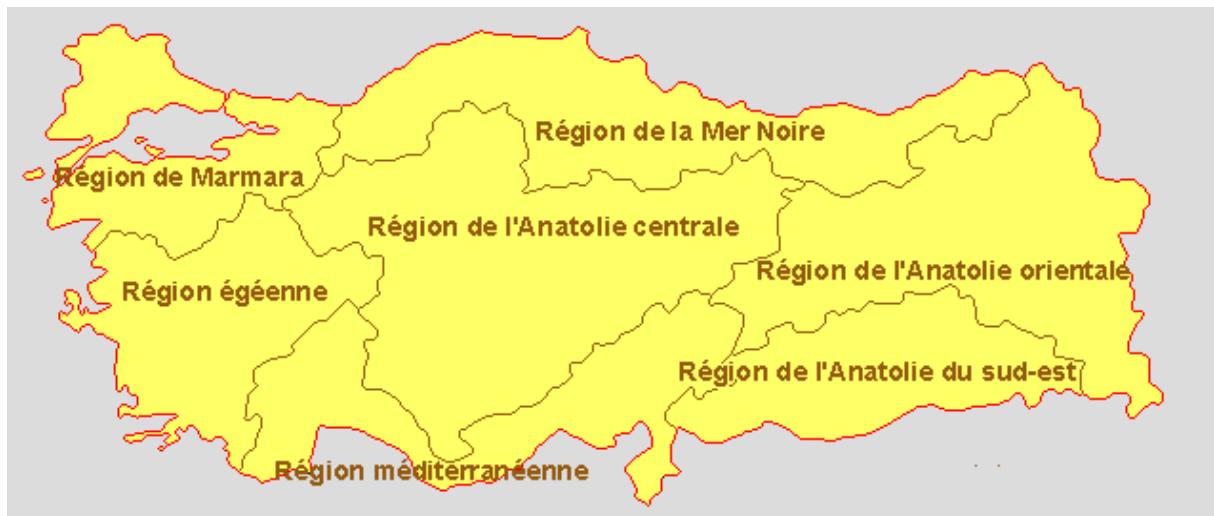 Région de la Mer Noire
Région de Marmara
Région de l'Anatolie centrale
Région de l'Anatolie orientale
Région égéenne
Région de l'Anatolie du sud-est
Région méditerranéenne